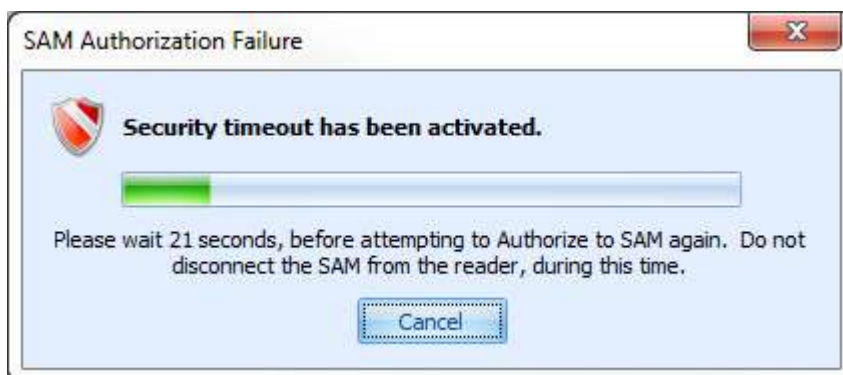 SAM Authorization Failure
Security timeout has been activated.
Please wait 21 seconds, before attempting to Authorize to SAM again.  Do not
disconnect the SAM from the reader, during this time.
Cancel